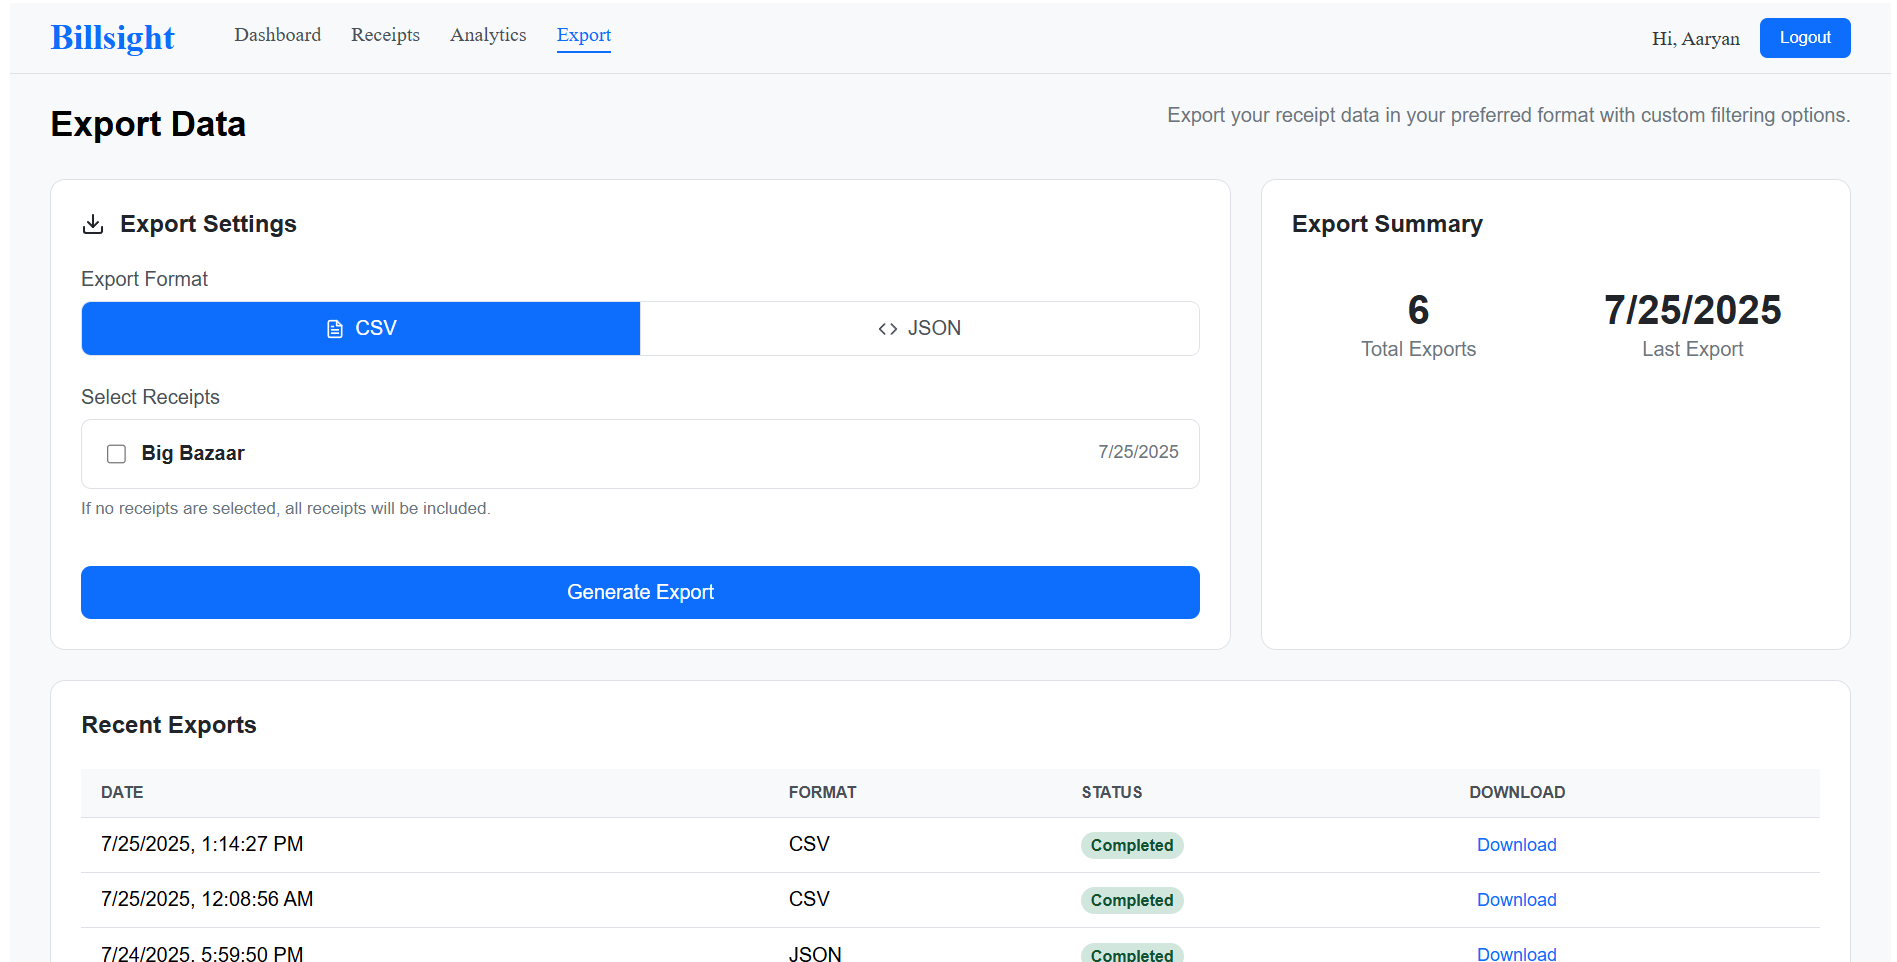 Billsight
Dashboard Receipts Analytics Export
Hi, Aaryan
Logout
Export Data
Export your receipt data in your preferred format with custom filtering options.
Export Settings
Export Format
CSV
JSON
Select Receipts
Big Bazaar 7/25/2025
If no receipts are selected, all receipts will be included.
Generate Export
Export Summary
6 7/25/2025
Total Exports Last Export
Recent Exports
DATE FORMAT STATUS DOWNLOAD
7/25/2025, 1:14:27 PM CSV Completed Download
7/25/2025, 12:08:56 AM CSV Completed Download
7/24/2025, 5:59:50 PM JSON Completed Download